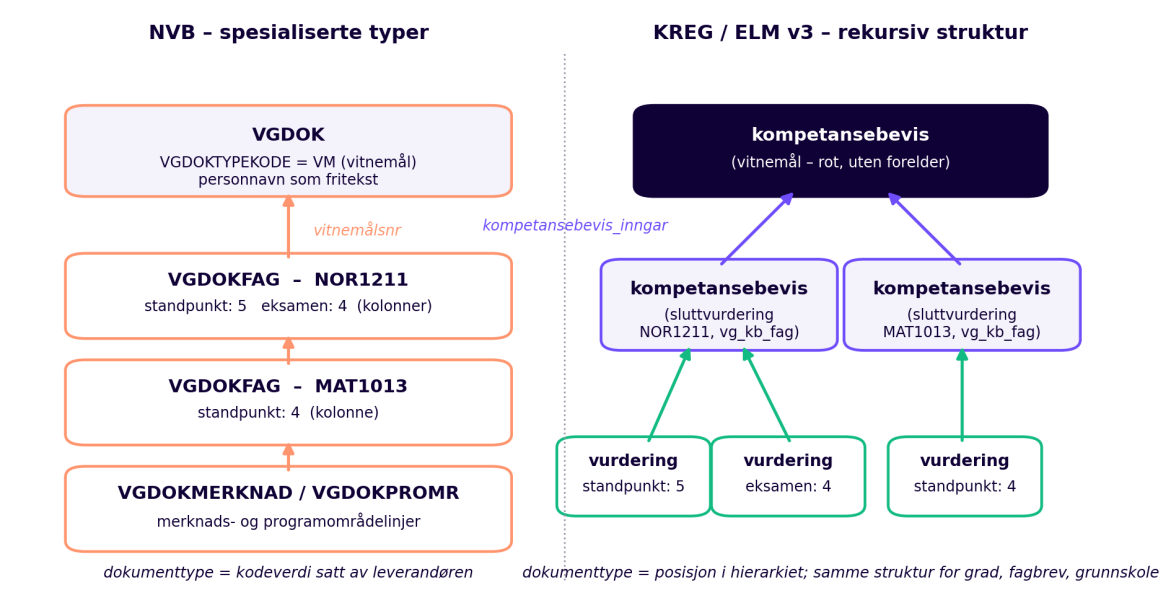 NVB – spesialiserte typer
VGDOK
VGDOKTYPEKODE = VM (vitnemål)
personnavn som fritekst
vitnemålsnr
VGDOKFAG – NOR1211
standpunkt: 5 eksamen: 4 (kolonner)
VGDOKFAG – MAT1013
standpunkt: 4 (kolonne)
VGDOKMERKNAD / VGDOKPROMR
merknads- og programområdelinjer
dokumenttype = kodeverdi satt av leverandøren
KREG / ELM v3 – rekursiv struktur
kompetansebevis
(vitnemål – rot, uten forelder)
kompetansebevis_inngar
kompetansebevis
(sluttvurdering
NOR1211, vg_kb_fag)
kompetansebevis
(sluttvurdering
MAT1013, vg_kb_fag)
vurdering
standpunkt: 5
vurdering
eksamen: 4
vurdering
standpunkt: 4
dokumenttype = posisjon i hierarkiet; samme struktur for grad, fagbrev, grunnskole